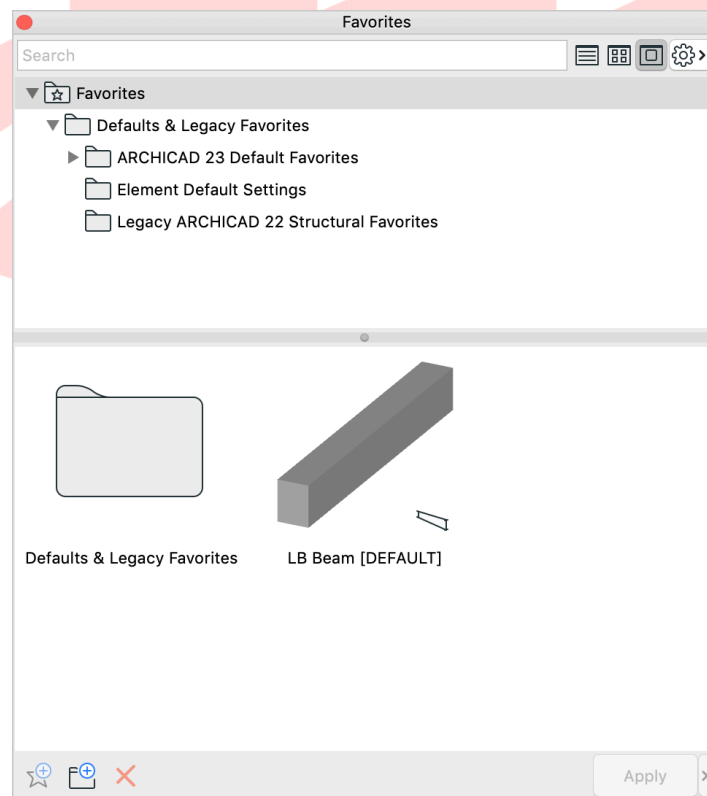 Favorites
Search
Favorites
Defaults & Legacy Favorites
ARCHICAD 23 Default Favorites
Element Default Settings
Legacy ARCHICAD 22 Structural Favorites
Defaults & Legacy Favorites
LB Beam [DEFAULT]
Apply